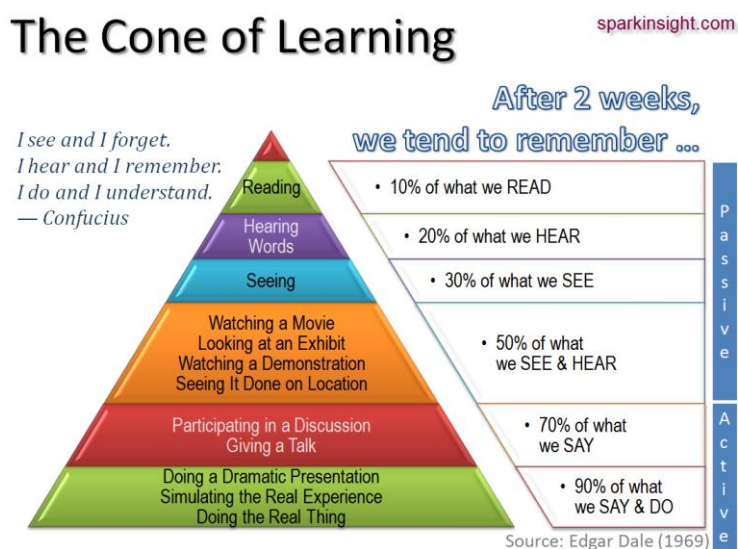 The Cone of Learning
sparkinsight.com
After 2 weeks,
we tend to remember ...
I see and I forget.
I hear and I remember.
I do and I understand.
— Confucius
Reading
• 10% of what we READ
Hearing
Words
• 20% of what we HEAR
Seeing
• 30% of what we SEE
Watching a Movie
Looking at an Exhibit
Watching a Demonstration
Seeing It Done on Location
• 50% of what
we SEE & HEAR
Passive
Participating in a Discussion
Giving a Talk
• 70% of what
we SAY
Doing a Dramatic Presentation
Simulating the Real Experience
Doing the Real Thing
• 90% of what
we SAY & DO
Active
Source: Edgar Dale (1969)